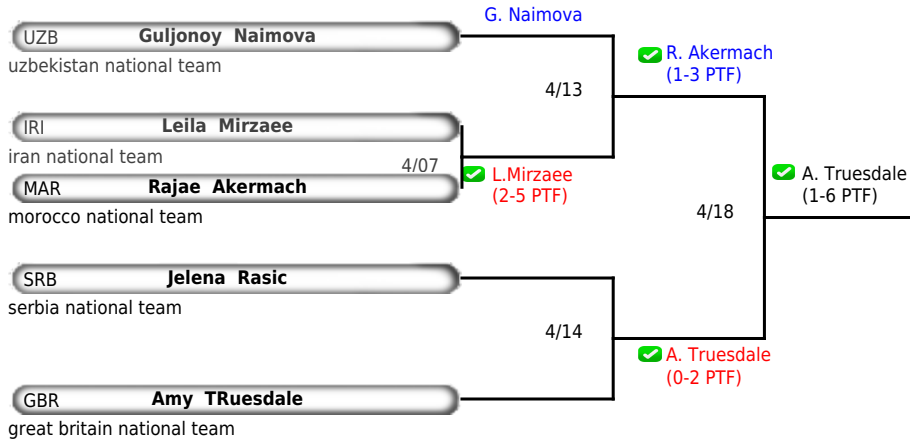 G. Naimova
UZB Guljonoy Naimova
uzbekistan national team
R. Akermach
(1-3 PTF)
4/13
IRI Leila Mirzaee
iran national team
4/07
L.Mirzaee
(2-5 PTF)
MAR Rajae Akermach
morocco national team
A. Truesdale
(1-6 PTF)
4/18
SRB Jelena Rasic
serbia national team
4/14
A. Truesdale
(0-2 PTF)
GBR Amy TRuesdale
great britain national team